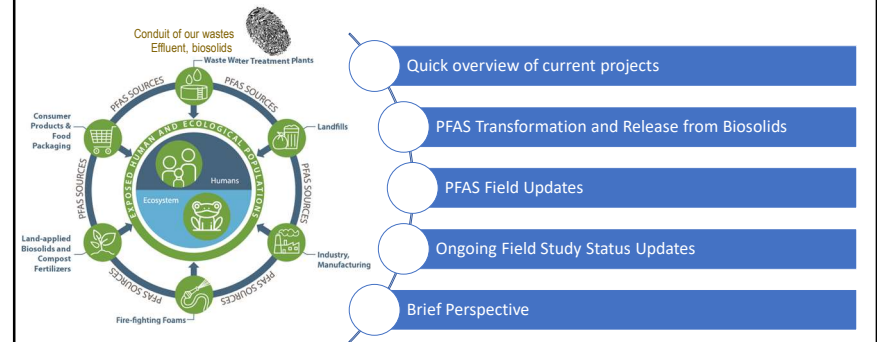 Conduit of our wastes
Effluent, biosolids
Waste Water Treatment Plants
PFAS SOURCES
PFAS SOURCES
Consumer
Products &
Food
Packaging
Landfills
EXPOSED HUMAN AND ECOLOGICAL POPULATIONS
Humans
Ecosystem
PFAS SOURCES
PFAS SOURCES
Land-applied
Biosolids and
Compost
Fertilizers
Industry,
Manufacturing
PFAS SOURCES
PFAS SOURCES
Fire-fighting Foams
Quick overview of current projects
PFAS Transformation and Release from Biosolids
PFAS Field Updates
Ongoing Field Study Status Updates
Brief Perspective